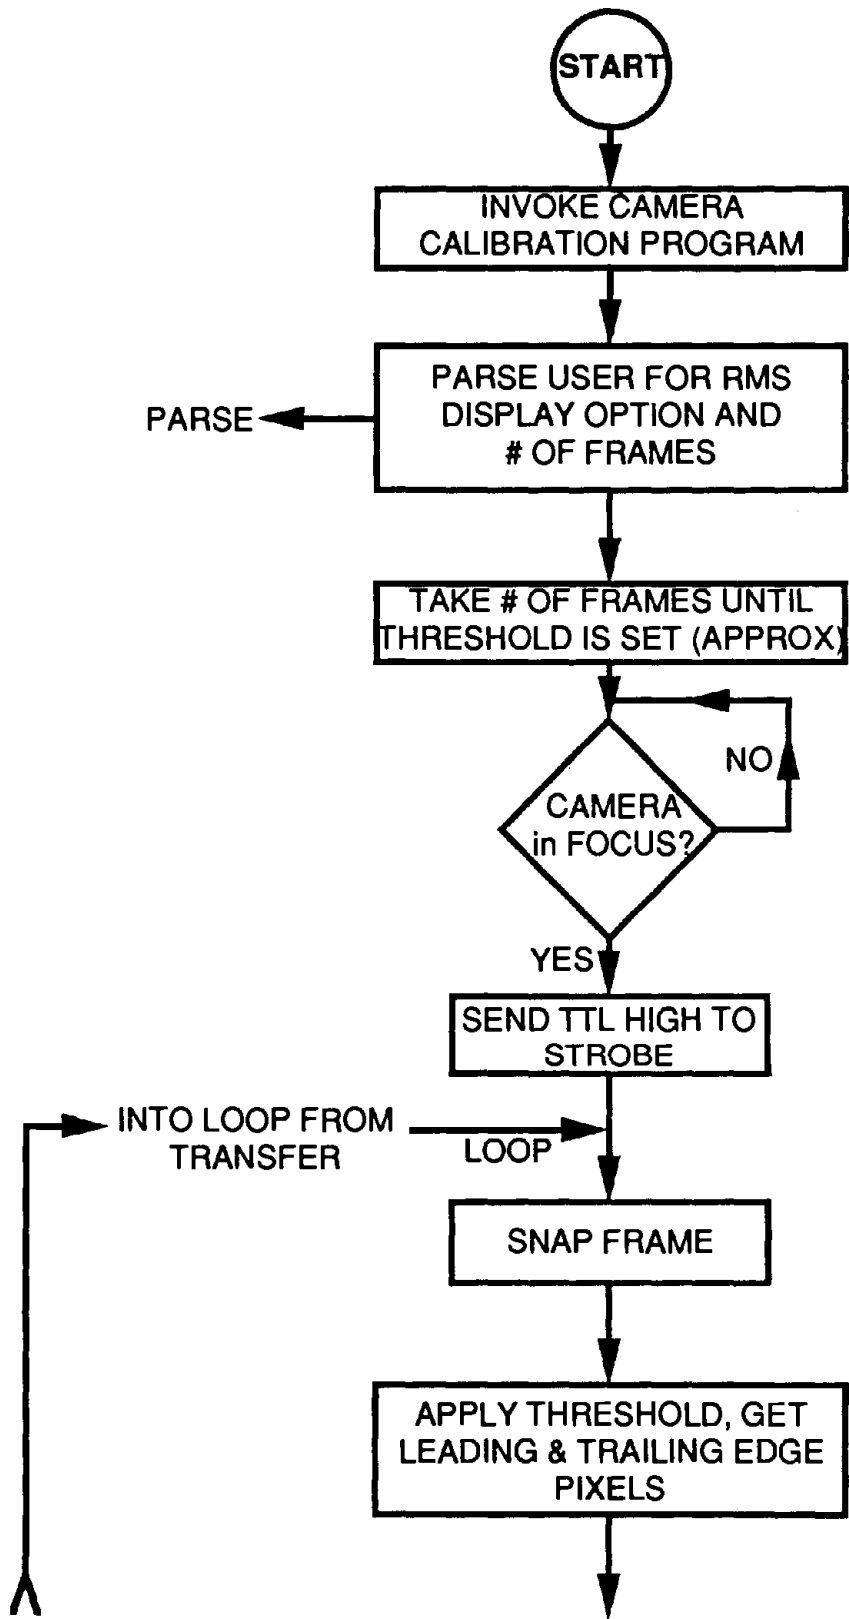 START
INVOKE CAMERA
CALIBRATION PROGRAM
PARSE USER FOR RMS
DISPLAY OPTION AND
# OF FRAMES
PARSE
TAKE # OF FRAMES UNTIL
THRESHOLD IS SET (APPROX)
NO
CAMERA
in FOCUS?
YES
SEND TTL HIGH TO
STROBE
INTO LOOP FROM
TRANSFER
LOOP
SNAP FRAME
APPLY THRESHOLD, GET
LEADING & TRAILING EDGE
PIXELS